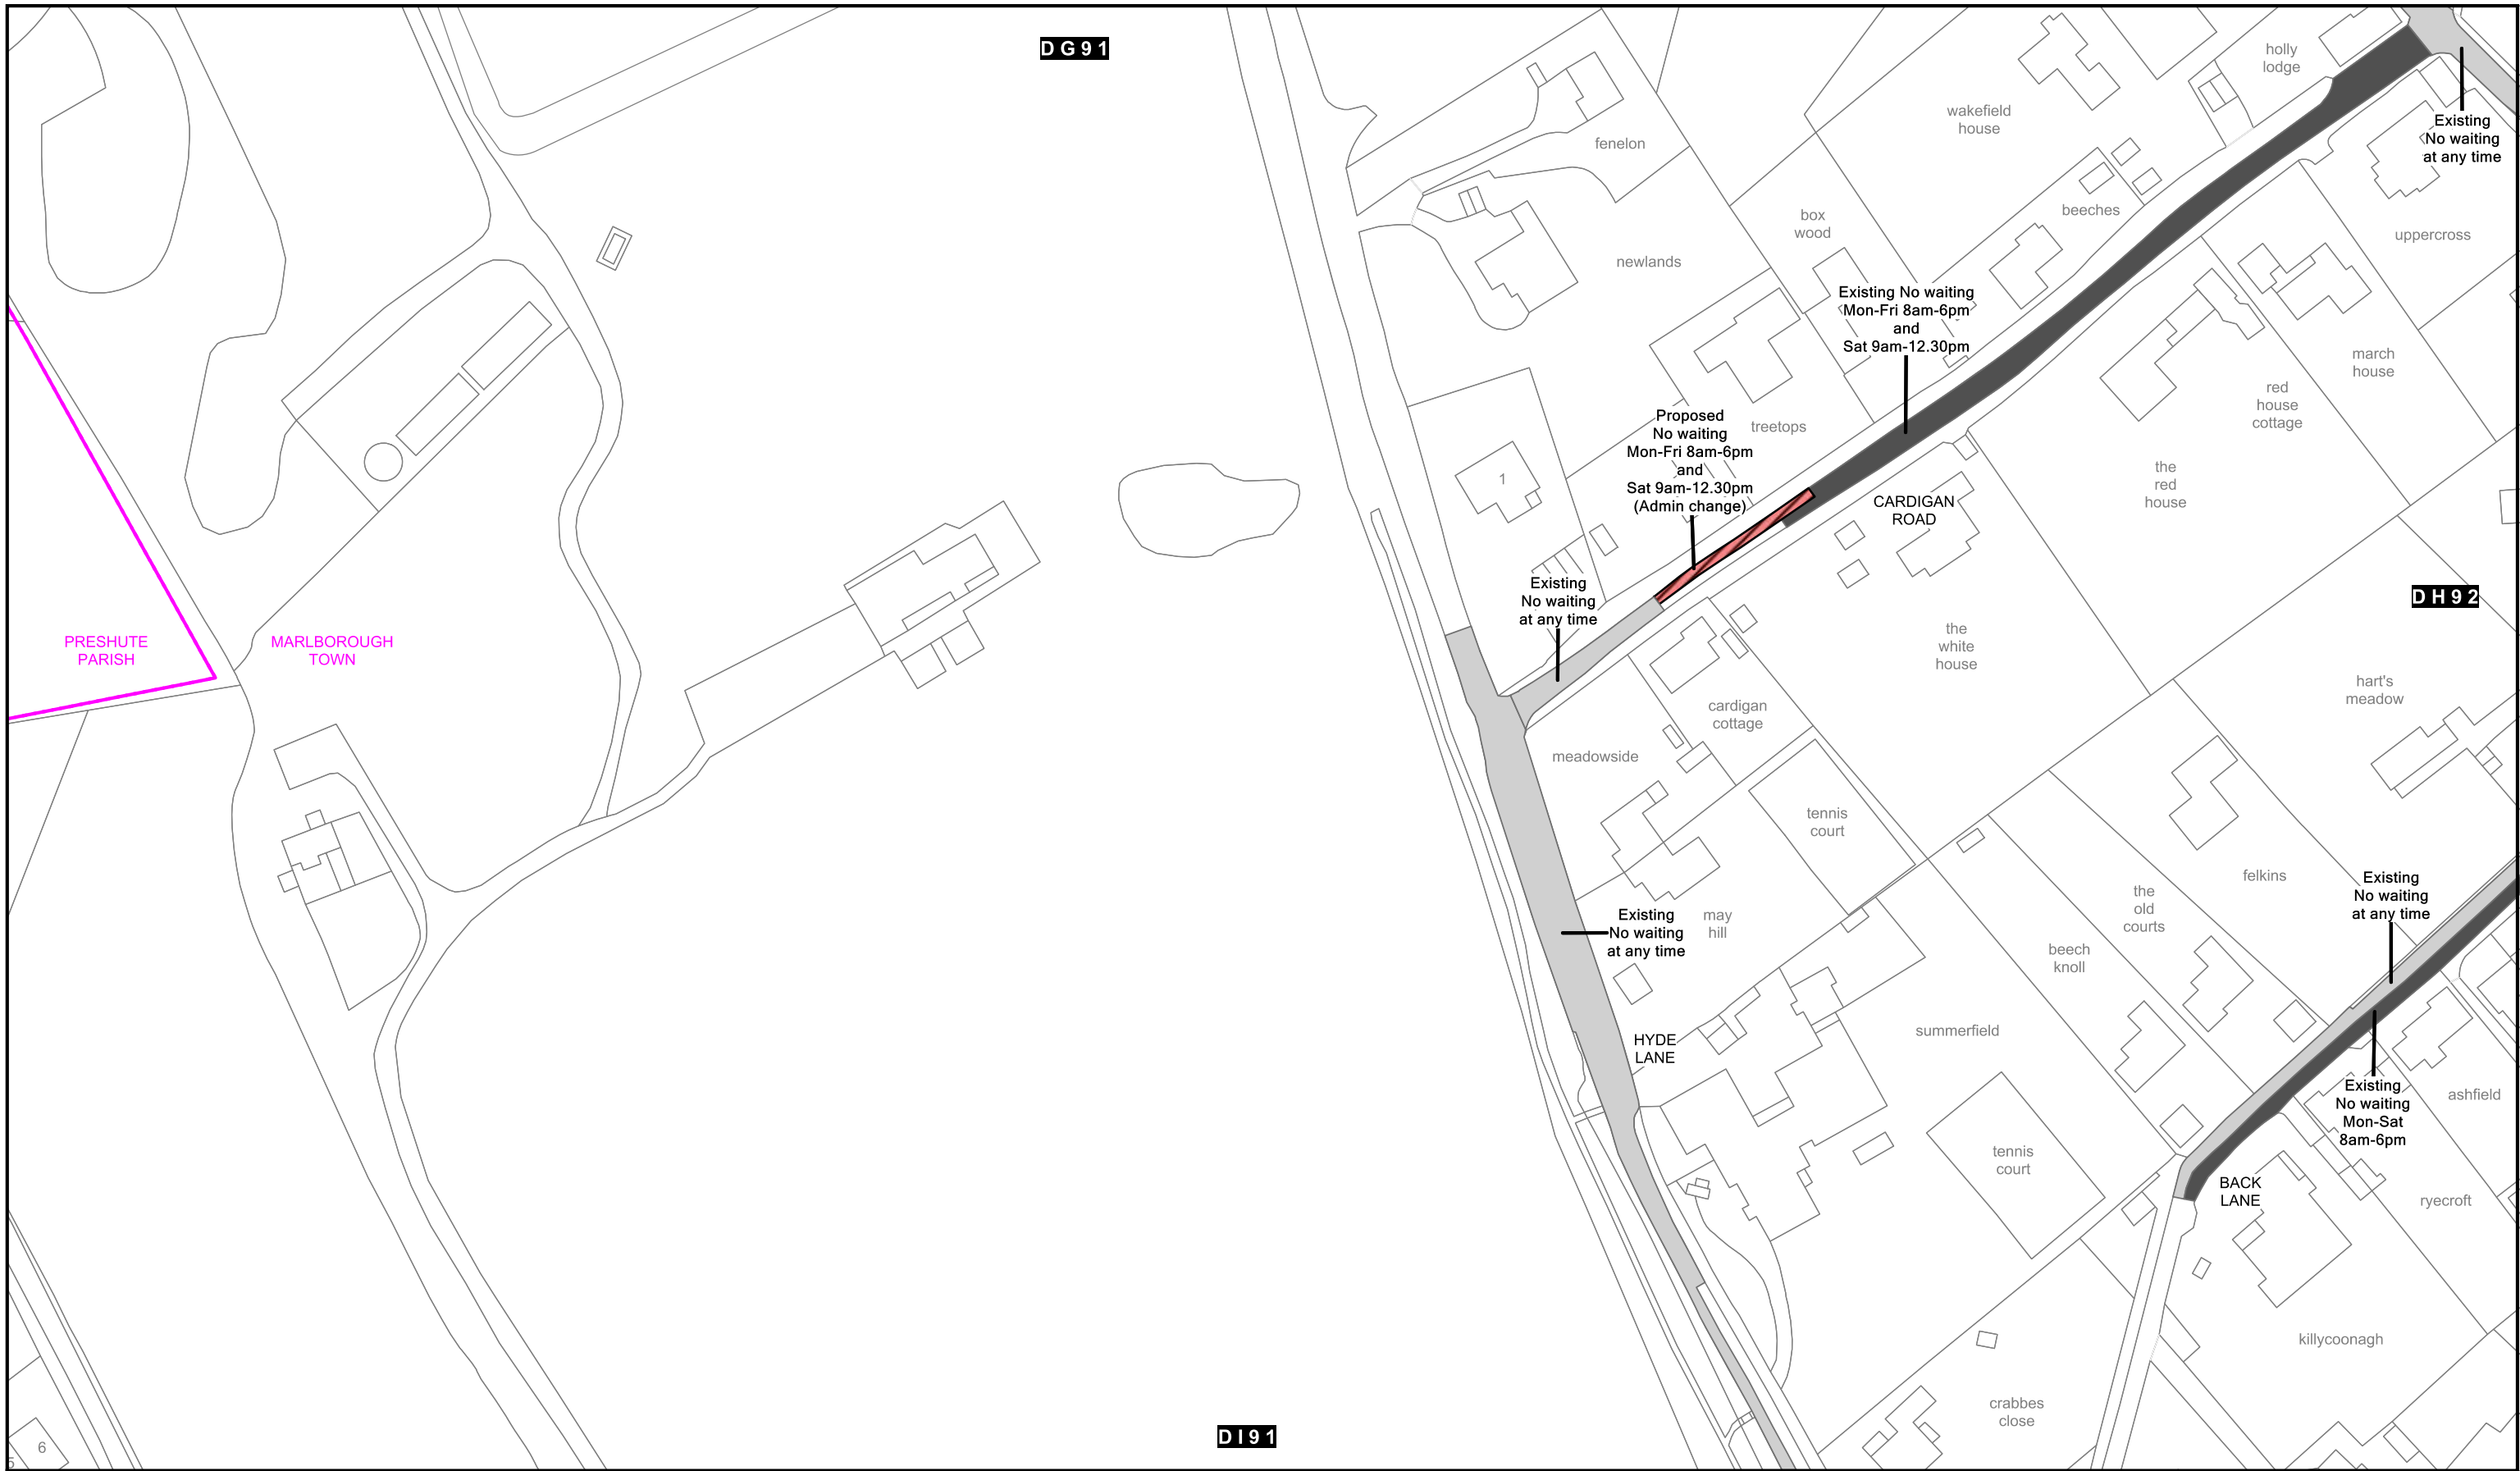 DG91
holly
lodge
wakefield
house
Existing
No waiting
at any time
fenelon
beeches
box
wood
uppercross
newlands
Existing No waiting
Mon-Fri 8am-6pm
and
Sat 9am-12.30pm
march
house
red
house
cottage
Proposed
No waiting
Mon-Fri 8am-6pm
and
Sat 9am-12.30pm
(Admin change)
treetops
1
the
red
house
CARDIGAN
ROAD
Existing
No waiting
at any time
DH92
PRESHUTE
PARISH
MARLBOROUGH
TOWN
the
white
house
hart's
meadow
cardigan
cottage
meadowside
tennis
court
felkins
Existing
No waiting
at any time
the
old
courts
Existing
No waiting
at any time
may
hill
beech
knoll
HYDE
LANE
summerfield
Existing
No waiting
Mon-Sat
8am-6pm
ashfield
tennis
court
BACK
LANE
ryecroft
killycoonagh
crabbes
close
DI91
6